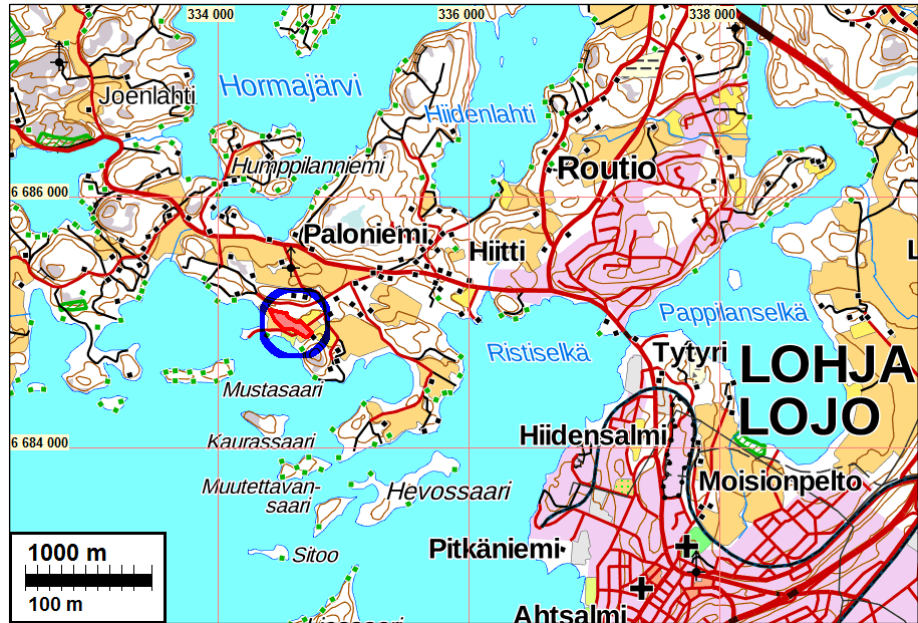 334 000
336 000
338 000
Joenlahti
Hormajärvi
Hiidenlahti
Humppilanniemi
Routio
6 686 000
Paloniemi
Hiitti
L
Pappilanselkä
Ristiselkä
Tytyri
LOHJA
LOJO
Mustasaari
Kaurassaari
6 684 000
Hiidensalmi
Muutettavan-
saari
Hevossaari
Moisionpelto
Sitoo
Pitkäniemi
1000 m
100 m
Ahtsalmi